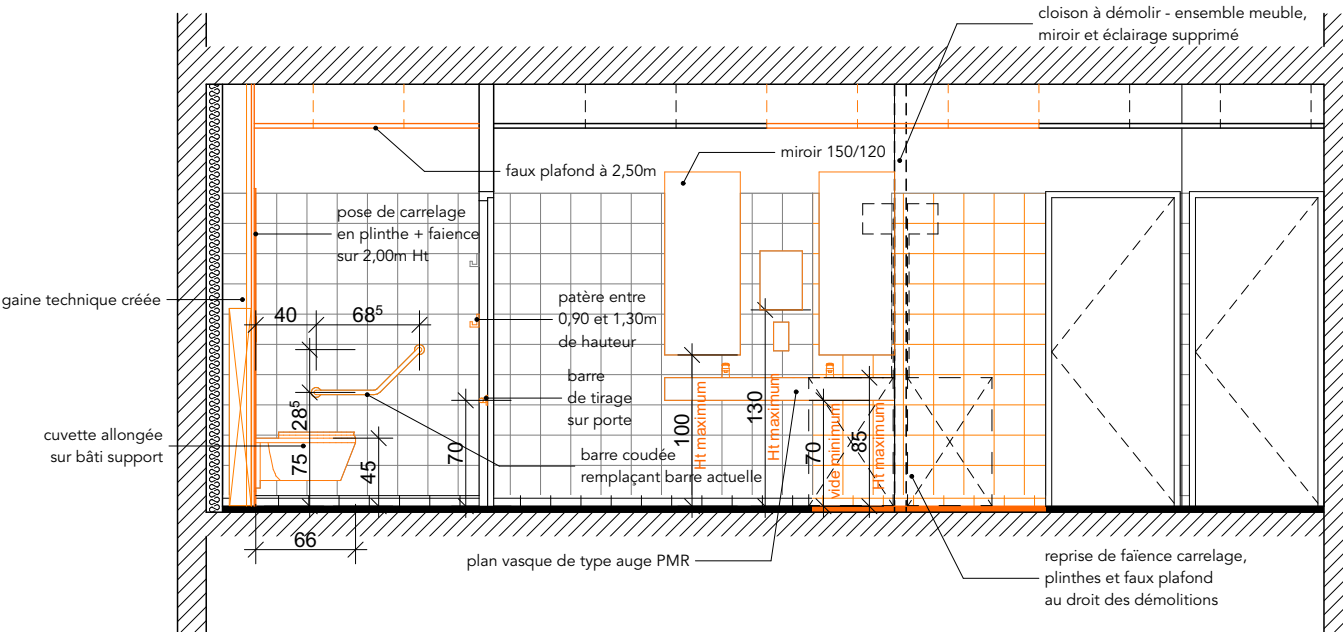 cloison à démolir - ensemble meuble,
miroir et éclairage supprimé
miroir 150/120
faux plafond à 2,50m
pose de carrelage
en plinthe + faience
sur 2,00m Ht
gaine technique créée
40
68⁵
patère entre
0,90 et 1,30m
de hauteur
barre
de tirage
sur porte
28⁵
75
45
70
100
Ht maximum
130
Ht maximum
70
vide minimum
85
Ht maximum
cuvette allongée
sur bâti support
barre coudée
remplaçant barre actuelle
66
plan vasque de type auge PMR
reprise de faïence carrelage,
plinthes et faux plafond
au droit des démolitions